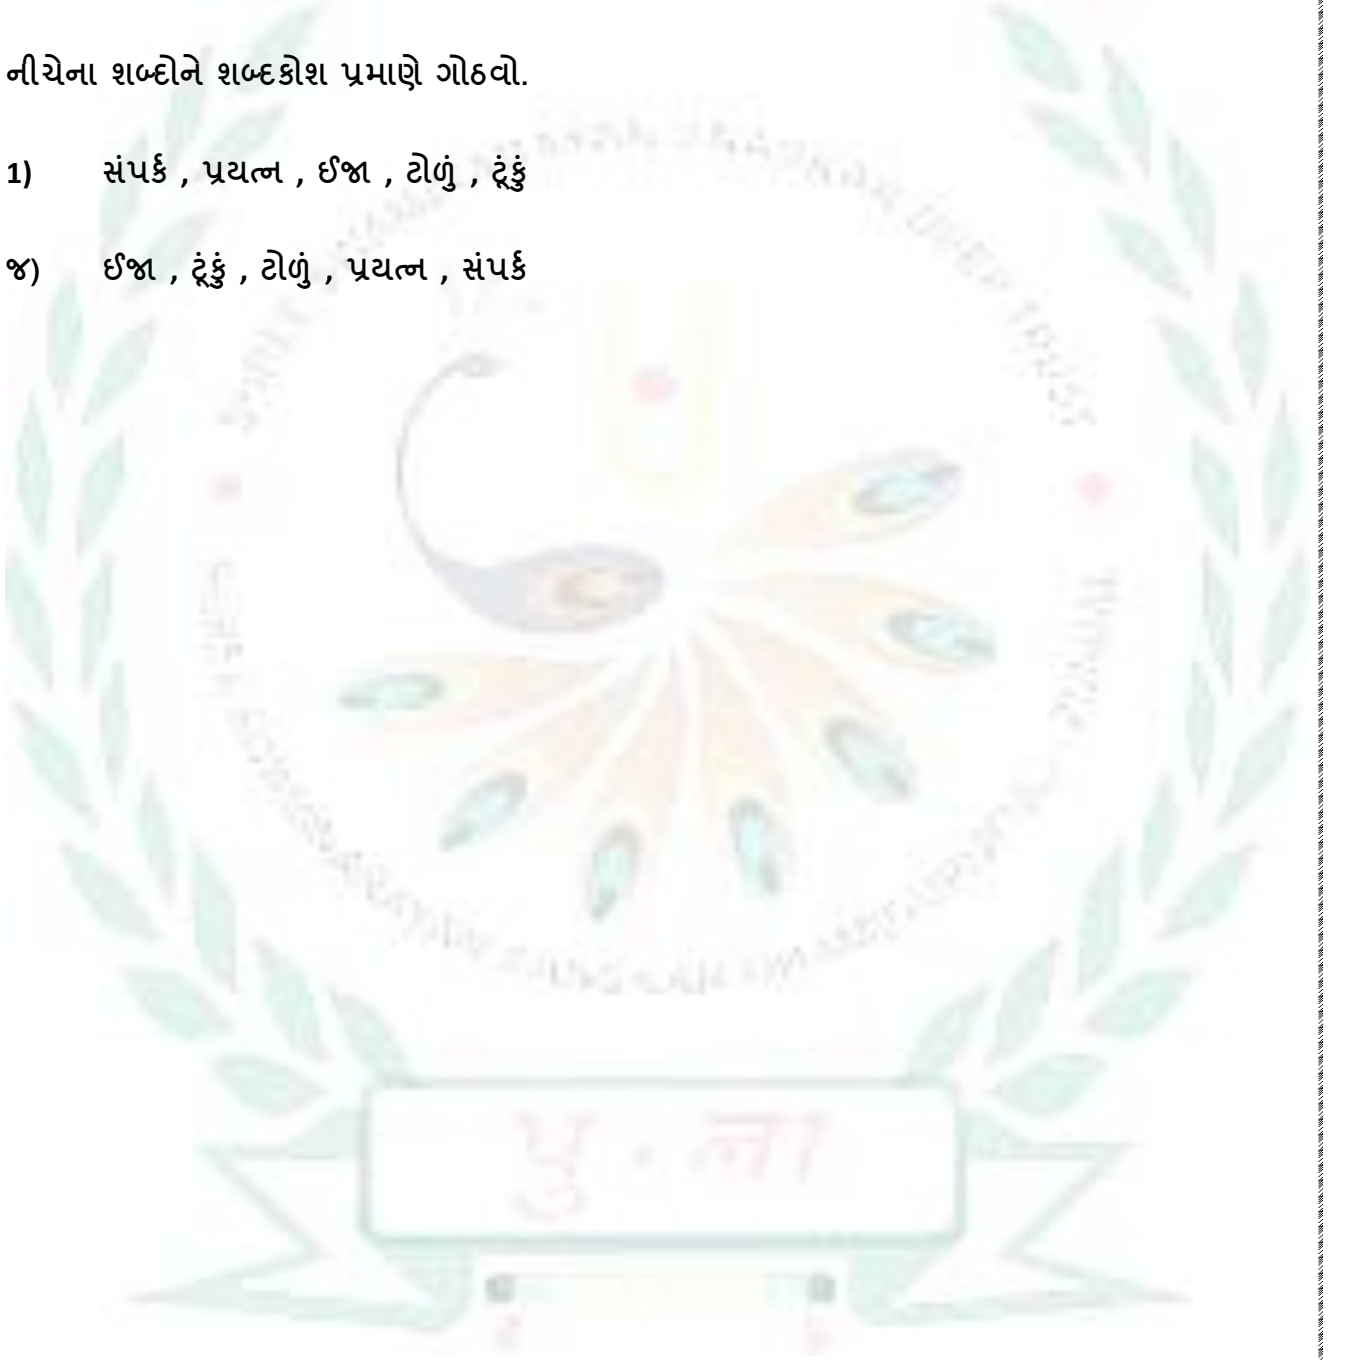 નીચેના શબ્દોને શબ્દકોશ પ્રમાણે ગોઠવો.
1) સંપર્ક , પ્રયત્ન , ઈજા , ટોળું , ટૂંકું
જ) ઈજા , ટૂંકું , ટોળું , પ્રયત્ન , સંપર્ક